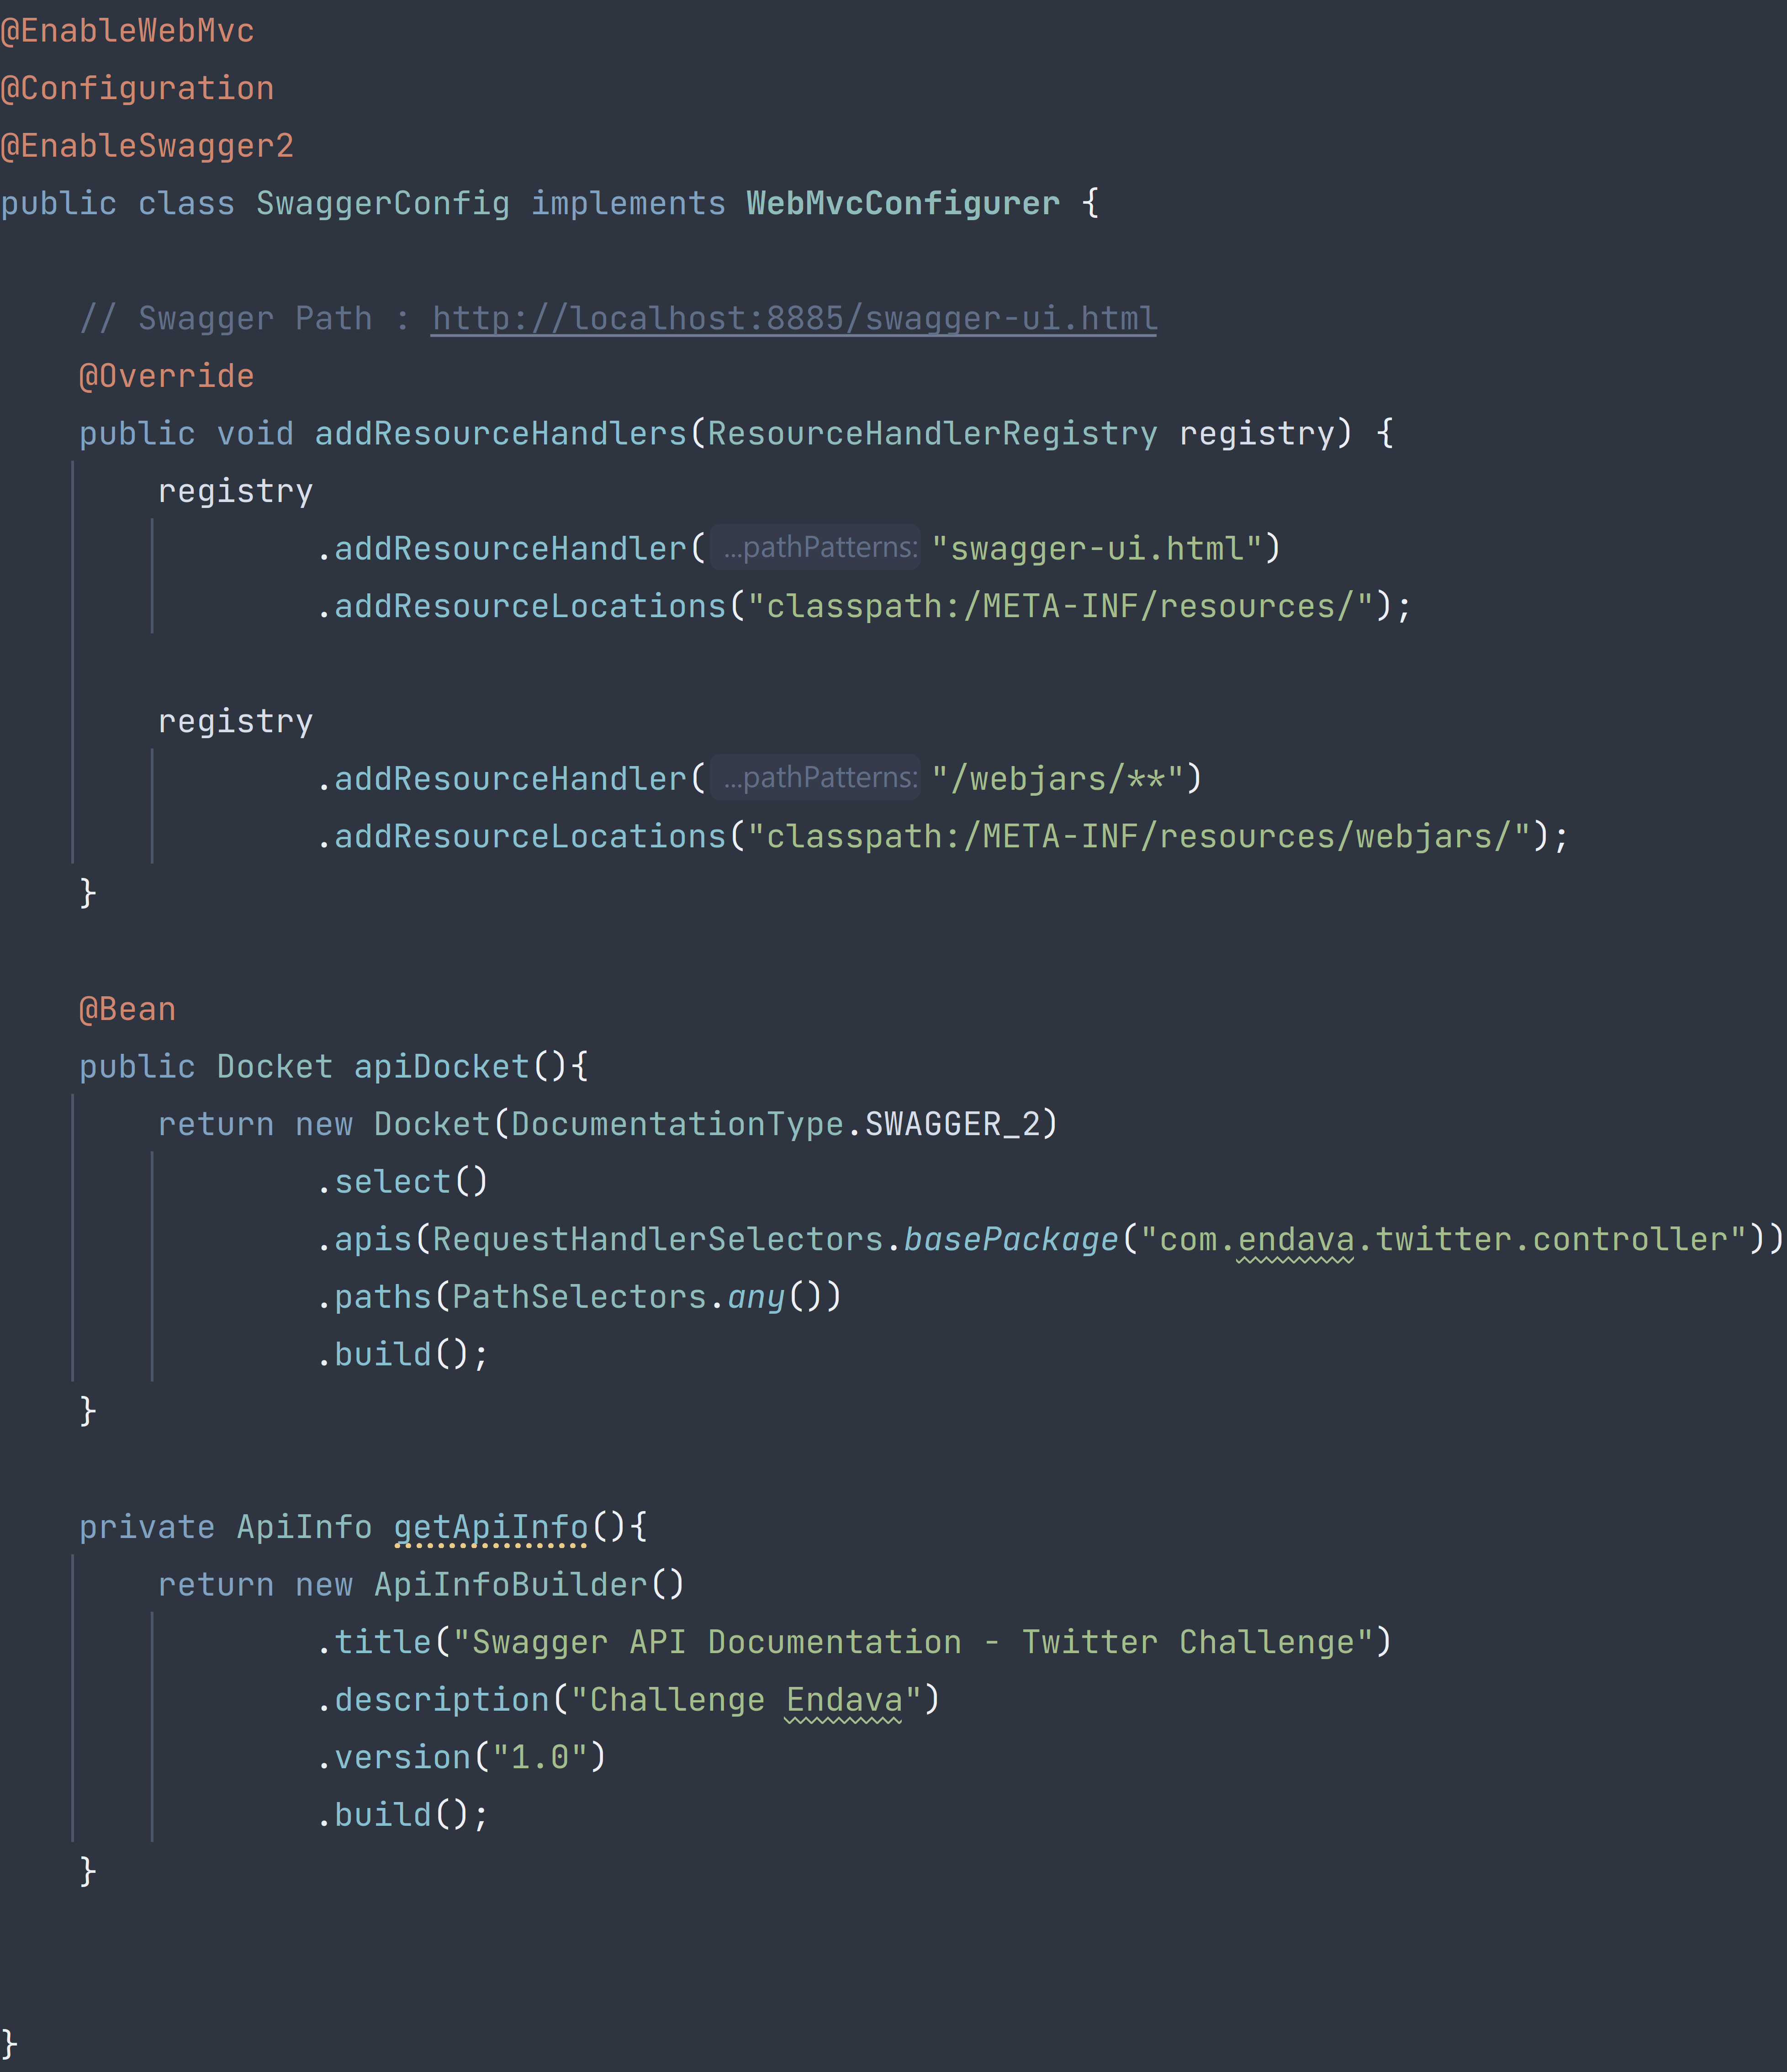 @EnableWebMvc
@Configuration
@EnableSwagger2
public class SwaggerConfig implements WebMvcConfigurer {
// Swagger Path : http://localhost:8885/swagger-ui.html
@Override
public void addResourceHandlers(ResourceHandlerRegistry registry) {
registry
.addResourceHandler( ...pathPatterns: "swagger-ui.html")
.addResourceLocations("classpath:/META-INF/resources/");
registry
.addResourceHandler( ...pathPatterns: "/webjars/**")
.addResourceLocations("classpath:/META-INF/resources/webjars/");
}
@Bean
public Docket apiDocket(){
return new Docket(DocumentationType.SWAGGER_2)
.select()
.apis(RequestHandlerSelectors.basePackage("com.endava.twitter.controller"))
.paths(PathSelectors.any())
.build();
}
private ApiInfo getApiInfo(){
return new ApiInfoBuilder()
.title("Swagger API Documentation - Twitter Challenge")
.description("Challenge Endava")
.version("1.0")
.build();
}
}